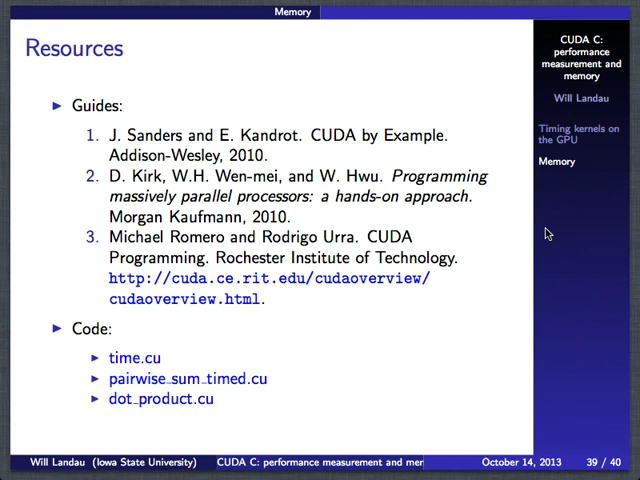 Memory
Resources
Guides:
1. J. Sanders and E. Kandrot. CUDA by Example.
Addison-Wesley, 2010.
2. D. Kirk, W.H. Wen-mei, and W. Hwu. Programming
massively parallel processors: a hands-on approach.
Morgan Kaufmann, 2010.
3. Michael Romero and Rodrigo Urra. CUDA
Programming. Rochester Institute of Technology.
http://cuda.ce.rit.edu/cudaoverview/
cudaoverview.html.
Code:
time.cu
pairwise_sum_timed.cu
dot_product.cu
CUDA C:
performance
measurement and
memory
Will Landau
Timing kernels on
the GPU
Memory
Will Landau (Iowa State University)
CUDA C: performance measurement and mer
October 14, 2013
39 / 40